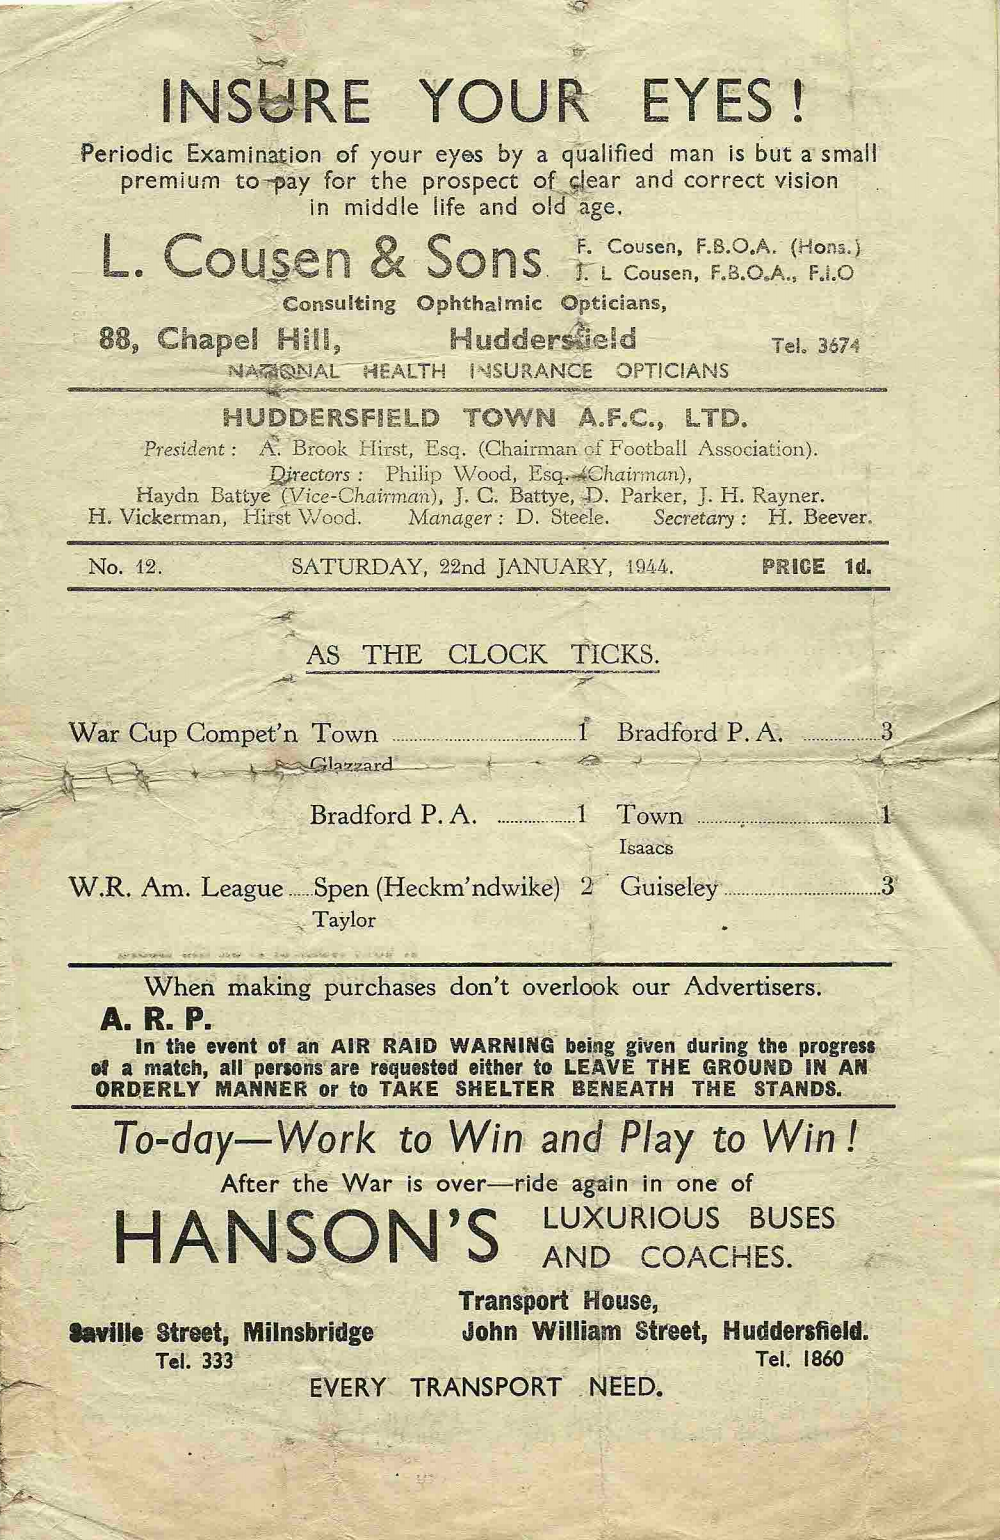 INSURE YOUR EYES!
Periodic Examination of your eyes by a qualified man is but a small
premium to pay for the prospect of clear and correct vision
in middle life and old age.
L. Cousen & Sons. F. Cousen, F.B.O.A. (Hons.)
J. L Cousen, F.B.O.A., F.I.O
Consulting Ophthalmic Opticians,
88, Chapel Hill, Huddersfield Tel. 3674
NATIONAL HEALTH INSURANCE OPTICIANS
HUDDERSFIELD TOWN A.F.C., LTD.
President : A. Brook Hirst, Esq. (Chairman of Football Association).
Directors : Philip Wood, Esq. (Chairman),
Haydn Battye (Vice-Chairman), J. C. Battye, D. Parker, J. H. Rayner.
H. Vickerman, Hirst Wood. Manager : D. Steele. Secretary : H. Beever.
No. 12. SATURDAY, 22nd JANUARY, 1944. PRICE 1d.
AS THE CLOCK TICKS.
War Cup Compet'n Town ..............................1 Bradford P. A. .............3
Glazzard
Bradford P. A. .............1 Town ..............................1
Isaacs
W.R. Am. League.....Spen (Heckm'ndwike) 2 Guiseley..........................3
Taylor
When making purchases don't overlook our Advertisers.
A. R. P.
In the event of an AIR RAID WARNING being given during the progress
of a match, all persons are requested either to LEAVE THE GROUND IN AN
ORDERLY MANNER or to TAKE SHELTER BENEATH THE STANDS.
To-day—Work to Win and Play to Win!
After the War is over—ride again in one of
HANSON'S LUXURIOUS BUSES
AND COACHES.
Transport House,
Saville Street, Milnsbridge John William Street, Huddersfield.
Tel. 333 Tel. 1860
EVERY TRANSPORT NEED.